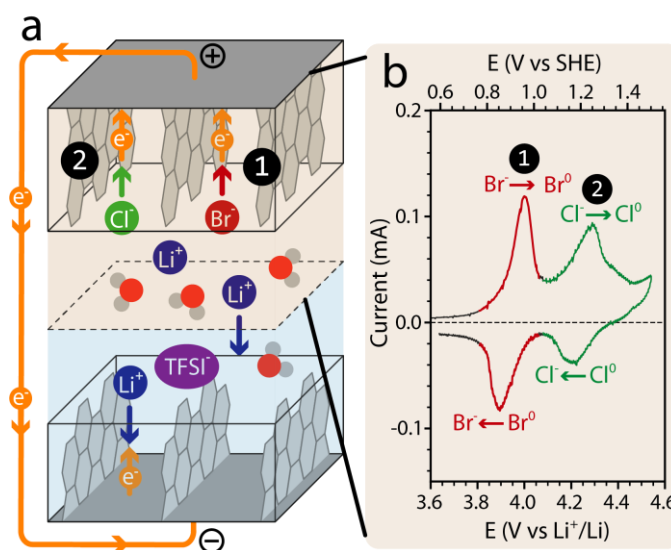 a
⊕
e⁻
e⁻
e⁻
2
1
Cl⁻
Br⁻
e⁻
Li⁺
Li⁺
TFSI⁻
Li⁺
e⁻
e⁻
e⁻
⊖
b
E (V vs SHE)
0.6 0.8 1.0 1.2 1.4
0.2
0.1
0.0
-0.1
Current (mA)
1
Br⁻→Br⁰
2
Cl⁻→Cl⁰
Cl⁻←Cl⁰
Br⁻←Br⁰
3.6 3.8 4.0 4.2 4.4 4.6
E (V vs Li⁺/Li)